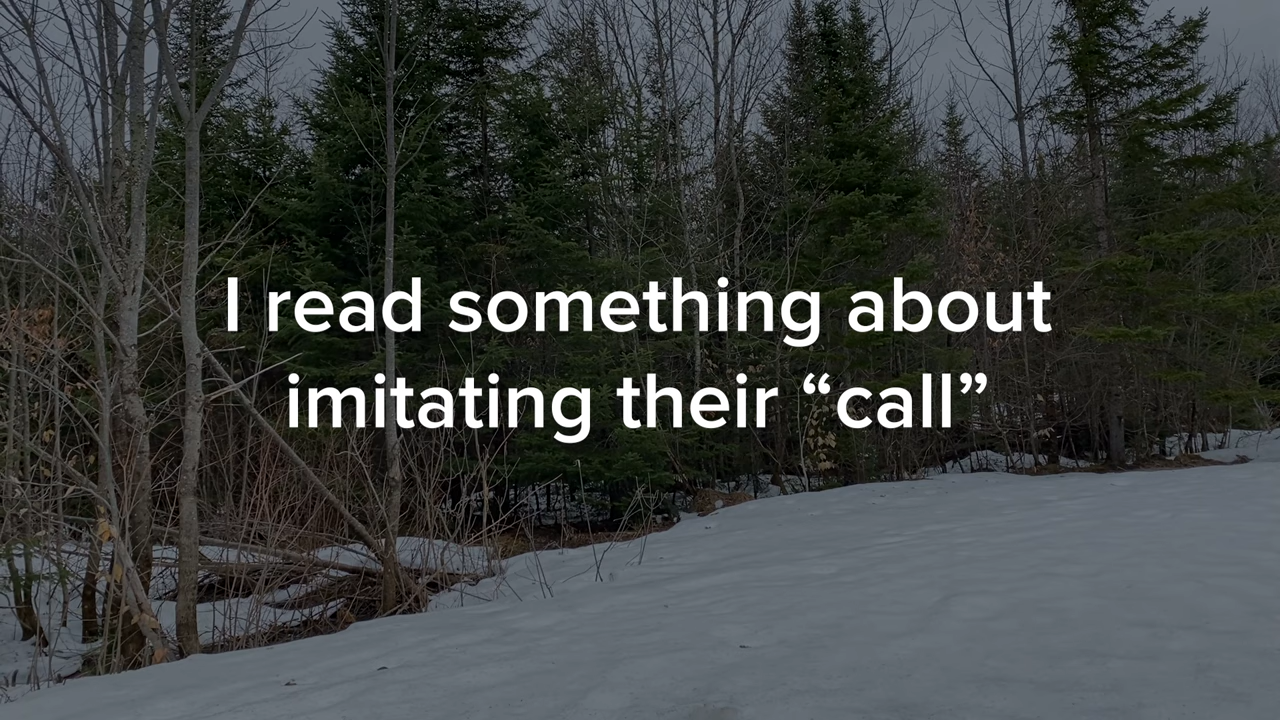 I read something about
imitating their “call”